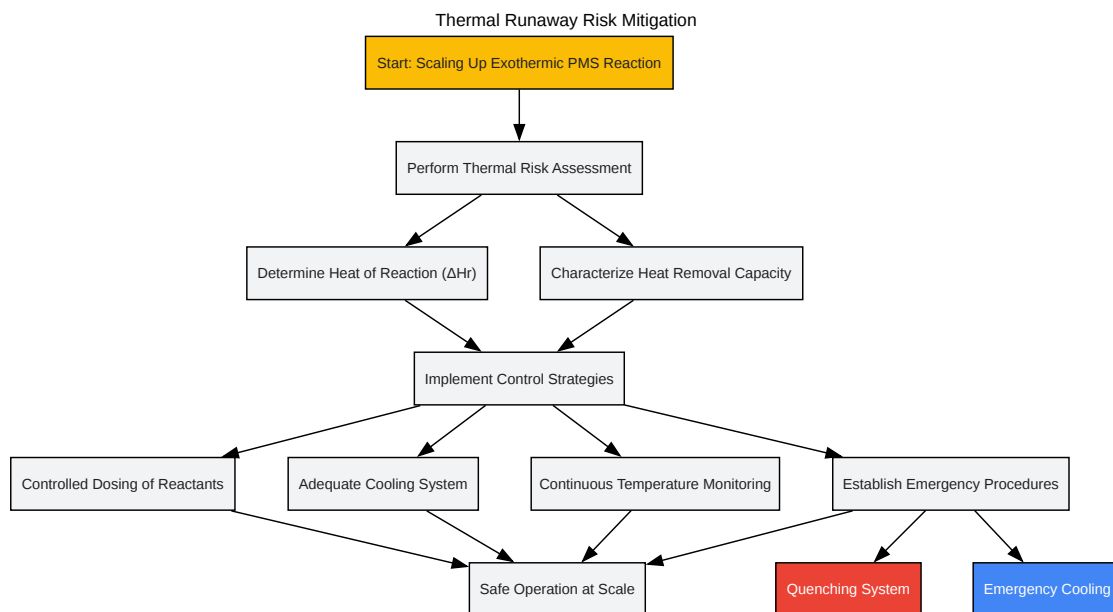 Thermal Runaway Risk Mitigation
Start: Scaling Up Exothermic PMS Reaction
Perform Thermal Risk Assessment
Determine Heat of Reaction (ΔHr)
Characterize Heat Removal Capacity
Implement Control Strategies
Controlled Dosing of Reactants
Adequate Cooling System
Continuous Temperature Monitoring
Establish Emergency Procedures
Safe Operation at Scale
Quenching System
Emergency Cooling